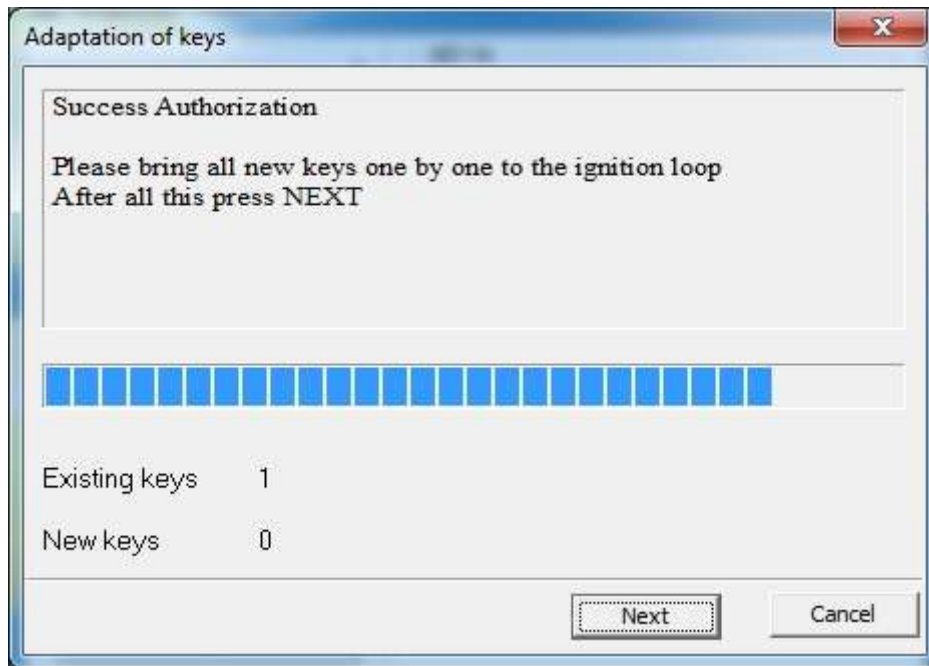 Adaptation of keys
Success Authorization
Please bring all new keys one by one to the ignition loop
After all this press NEXT
Existing keys 1
New keys 0
Next Cancel